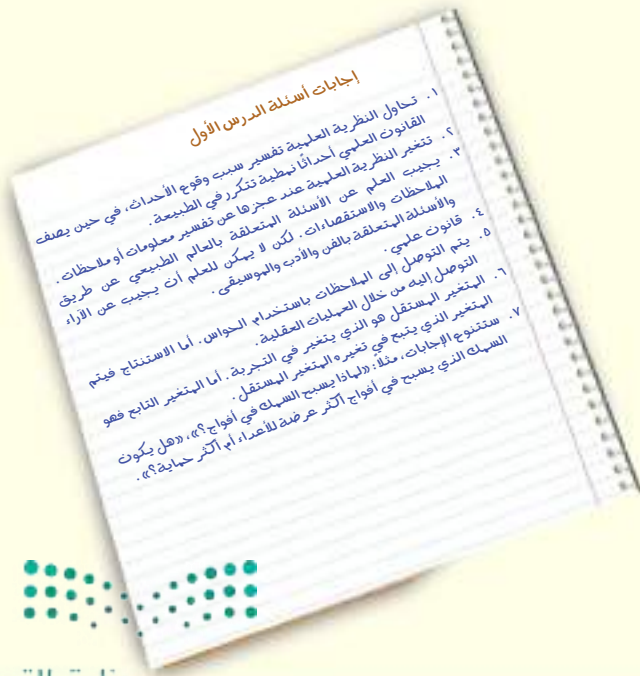 إجابات أسئلة الدرس الأول
١. تحاول النظرية العلمية تفسير سبب وقوع الأحداث، في حين يصف
القانون العلمي أحداثًا نمطية تتكرر في الطبيعة.
٢. تتغير النظرية العلمية عند عجزها عن تفسير معلومات أو ملاحظات.
٣. يجيب العلم عن الأسئلة المتعلقة بالعالم الطبيعي عن طريق
الملاحظات والاستقصاءات. لكن لا يمكن للعلم أن يجيب عن الآراء
والأسئلة المتعلقة بالفن والأدب والموسيقى.
٤. قانون علمي.
٥. يتم التوصل إلى الملاحظات باستخدام الحواس. أما الاستنتاج فيتم
التوصل إليه من خلال العمليات العقلية.
٦. المتغير المستقل هو الذي يتغير في التجربة. أما المتغير التابع فهو
المتغير الذي يتبع في تغيره المتغير المستقل.
٧. ستتنوع الإجابات، مثلًا: «لماذا يسبح السمك في أفواج؟»، «هل يكون
السمك الذي يسبح في أفواج أكثر عرضة للأعداء أم أكثر حماية؟».